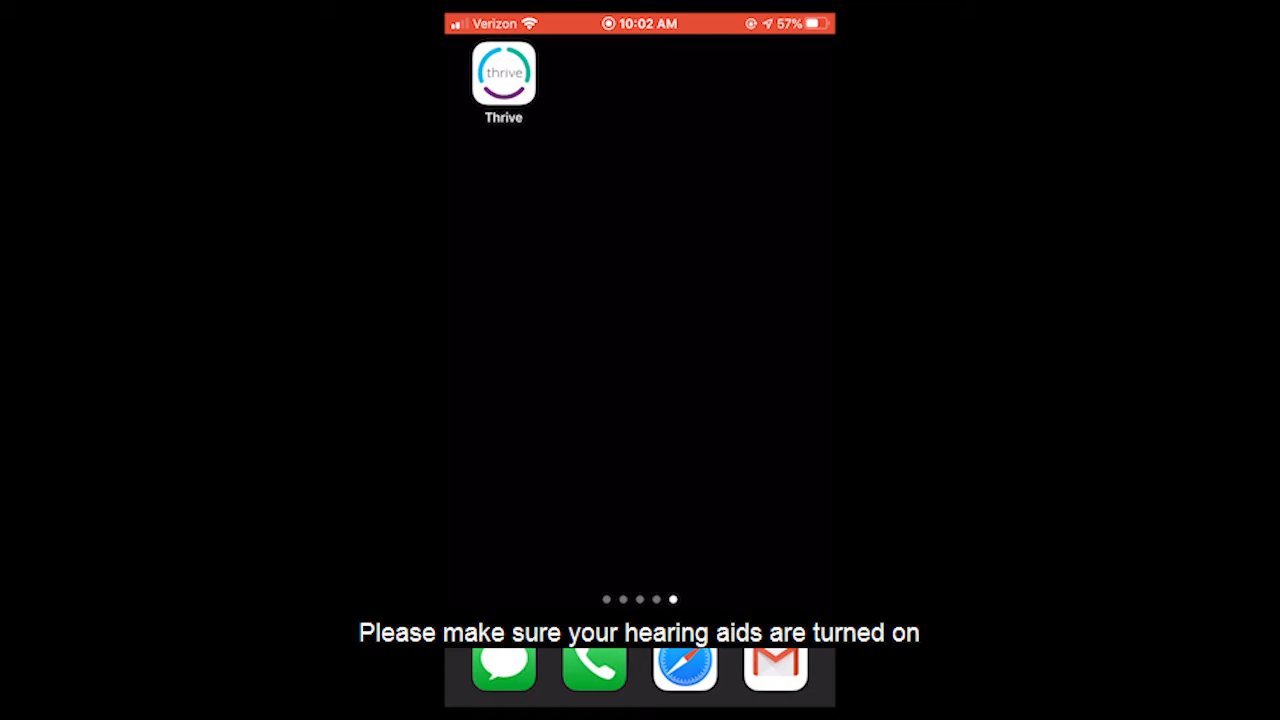 Verizon 10:02 AM 57%
thrive
Thrive
Please make sure your hearing aids are turned on